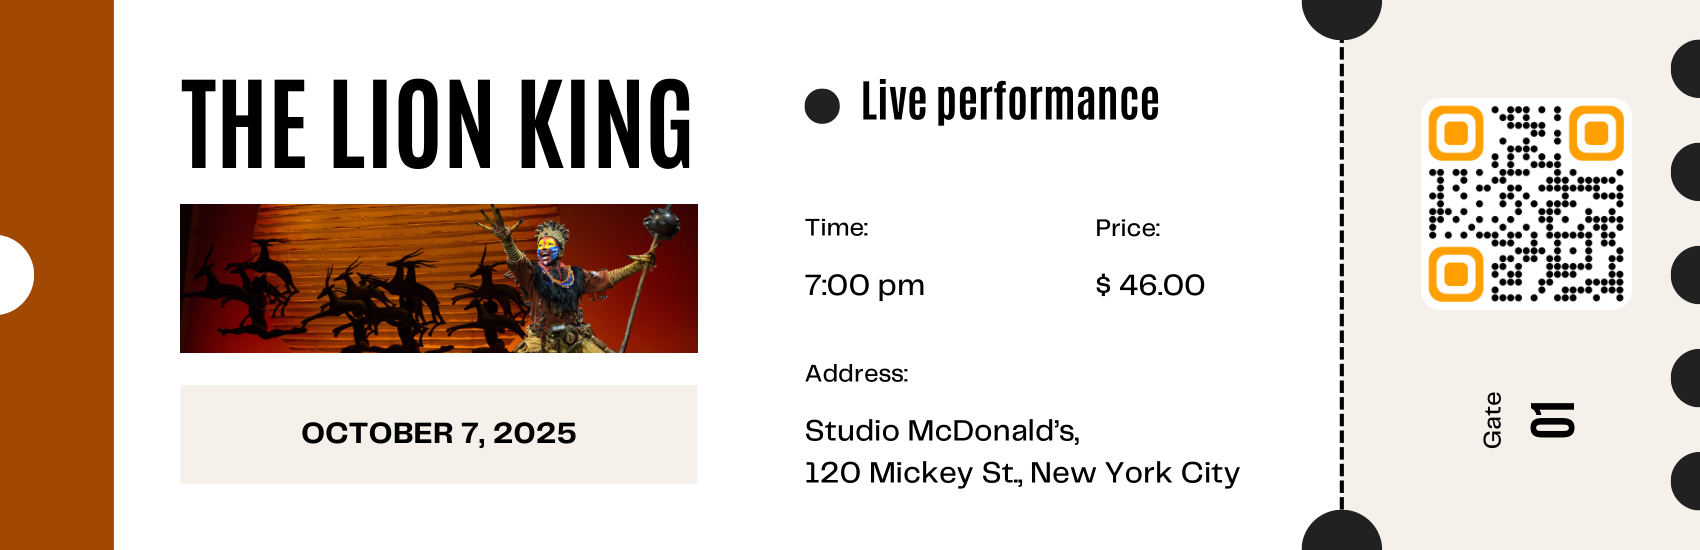 THE LION KING
OCTOBER 7, 2025
Live performance
Time:
7:00 pm
Price:
$ 46.00
Address:
Studio McDonald's,
120 Mickey St., New York City
Gate
01